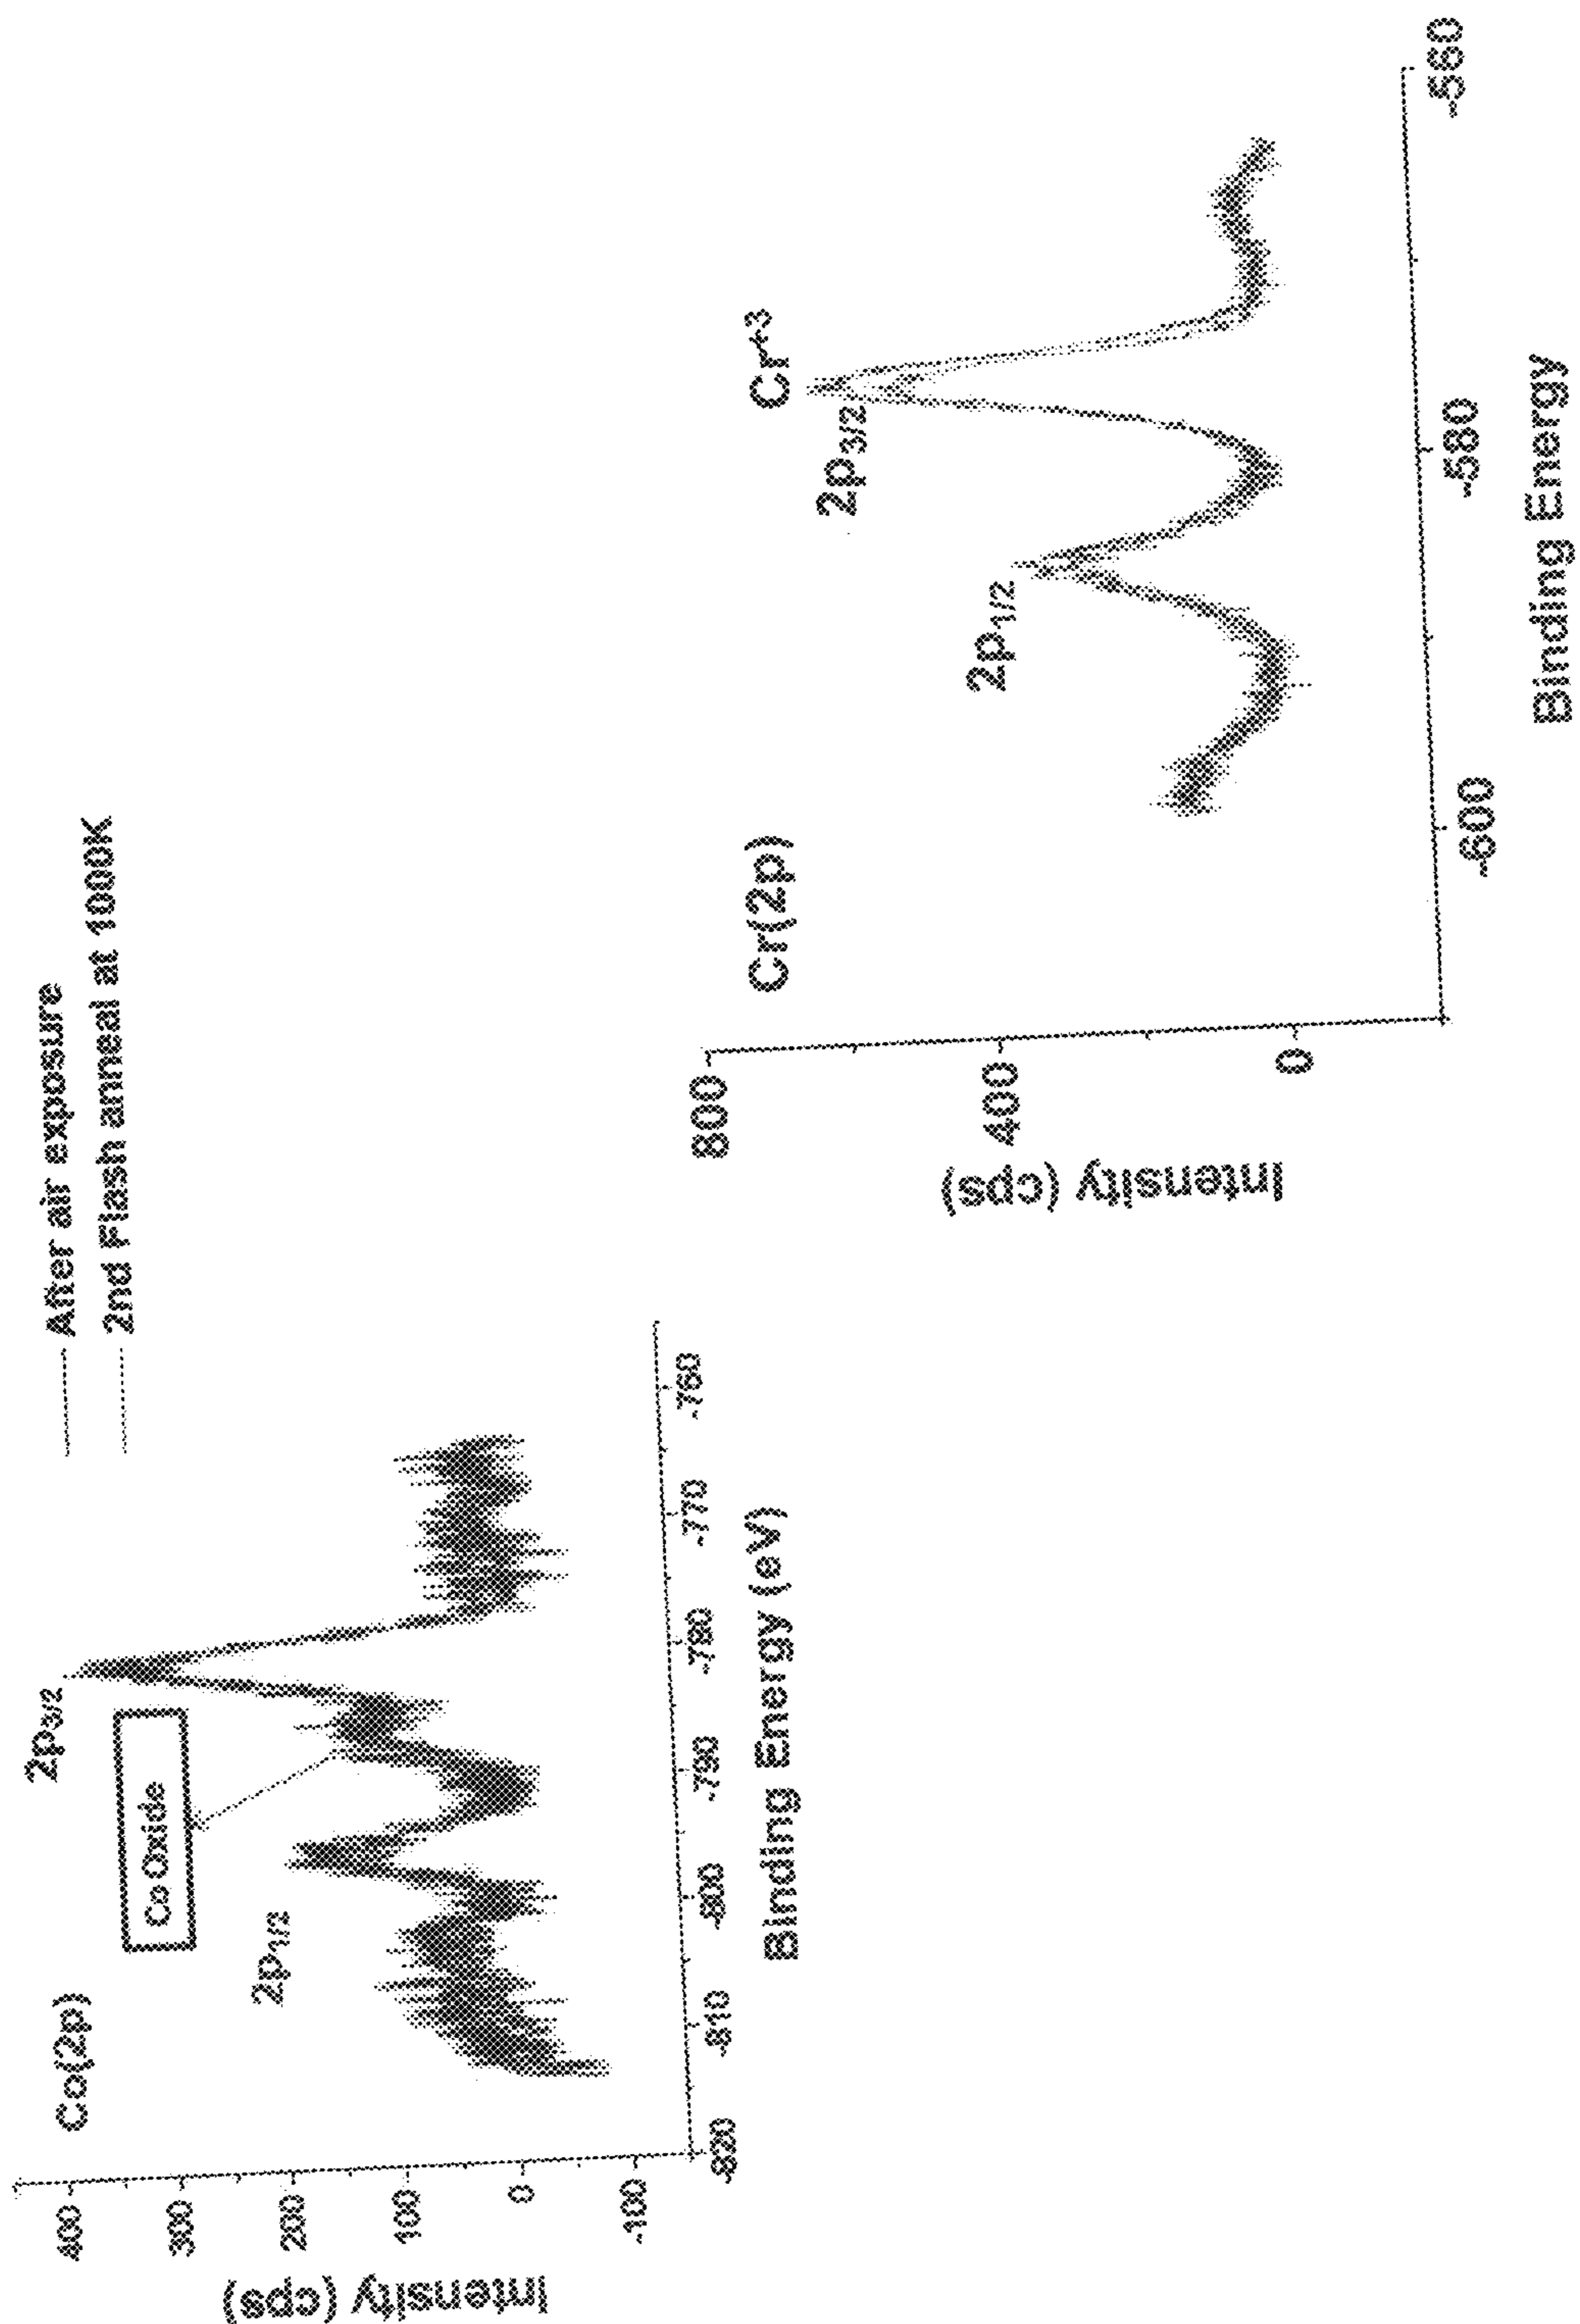 After air exposure
2nd Flash anneal at 1000K
Co(2p)
2p3/2
Co Oxide
2p1/2
400
300
200
100
0
-100
Intensity (cps)
-820
-810
-800
-790
-780
-770
-760
Binding Energy (eV)
Cr(2p)
Cr+3
2p3/2
2p1/2
800
400
0
Intensity (cps)
-600
-580
-560
Binding Energy